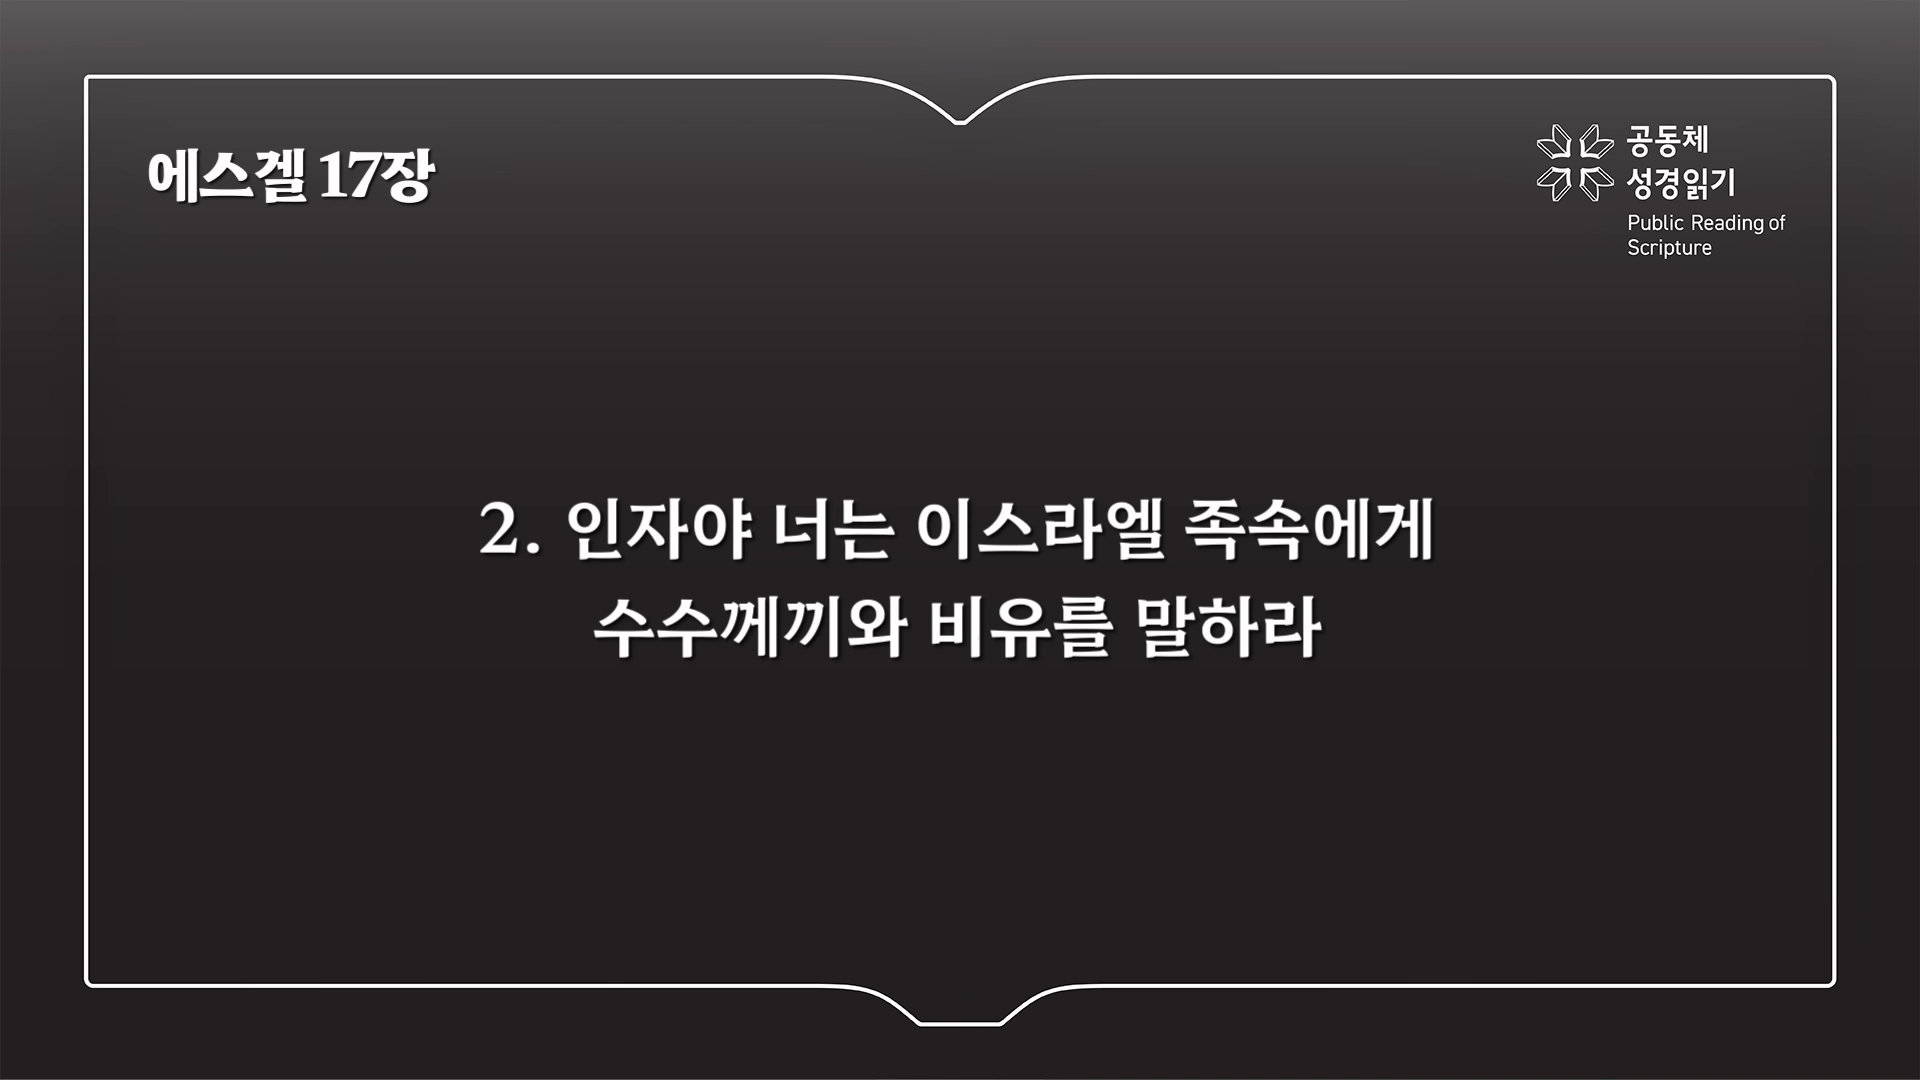 에스겔 17장
공동체
성경읽기
Public Reading of
Scripture
2. 인자야 너는 이스라엘 족속에게
수수께끼와 비유를 말하라